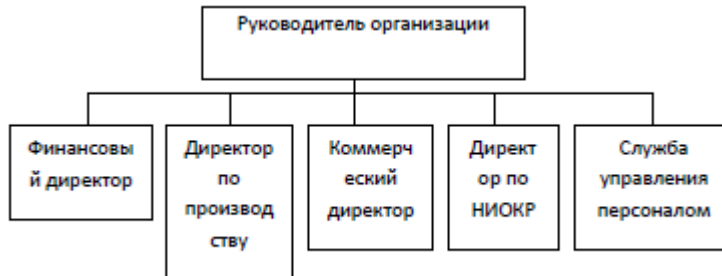 Руководитель организации
Финансовы
й директор
Директор
по
производ
ству
Коммерч
еский
директор
Директ
ор по
НИОКР
Служба
управления
персоналом